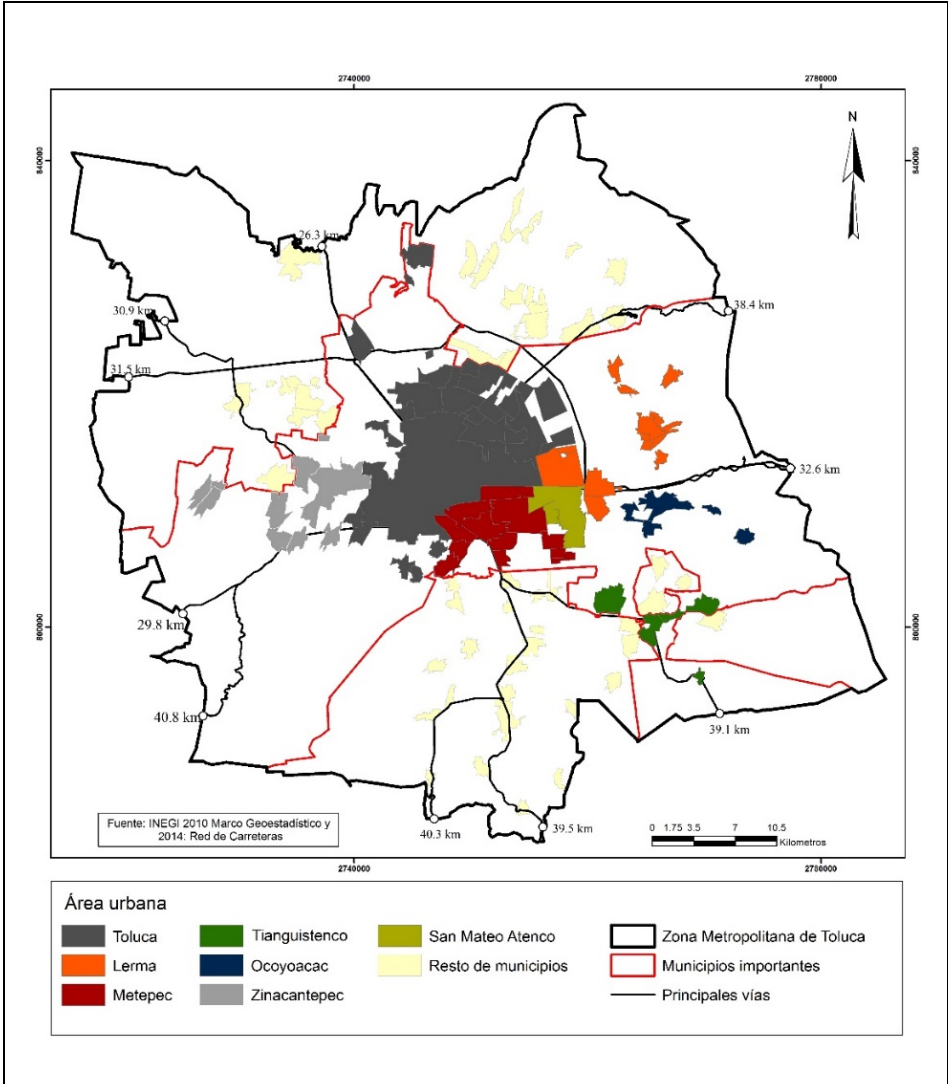 2740000
2780000
840000
840000
N
26.3 km
30.9 km
38.4 km
31.5 km
32.6 km
29.8 km
800000
800000
40.8 km
39.1 km
40.3 km
39.5 km
Fuente: INEGI 2010 Marco Geoestadístico y
2014: Red de Carreteras
0 1.75 3.5 7 10.5
Kilometros
2740000
2780000
Área urbana
Toluca
Tianguistenco
San Mateo Atenco
Zona Metropolitana de Toluca
Lerma
Ocoyoacac
Resto de municipios
Municipios importantes
Metepec
Zinacantepec
Principales vías